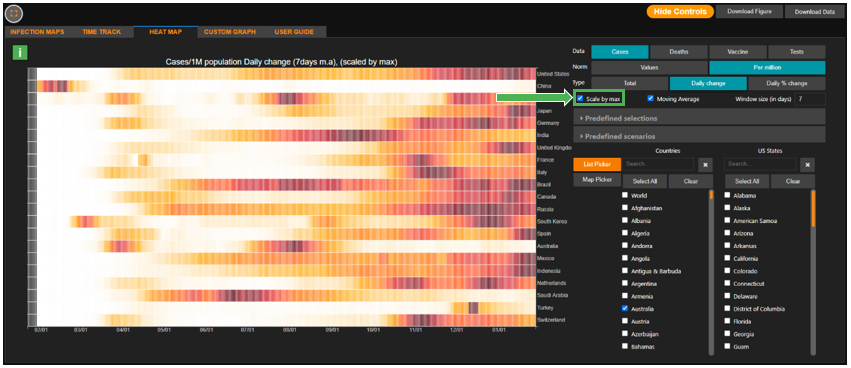 Hide Controls
Download Figure
Download Data
INFECTION MAPS
TIME TRACK
HEAT MAP
CUSTOM GRAPH
USER GUIDE
i
Cases/1M population Daily change (7days m.a), (scaled by max)
United States
China
Japan
Germany
India
United Kingdo
France
Italy
Brazil
Canada
Russia
South Korea
Spain
Australia
Mexico
Indonesia
Netherlands
Saudi Arabia
Turkey
Switzerland
02/01 03/01 04/01 05/01 06/01 07/01 08/01 09/01 10/01 11/01 12/01 01/01
Data Cases Deaths Vaccine Tests
Norm Values Per million
Type Total Daily change Daily % change
Scale by max Moving Average Window size (in days) 7
Predefined selections
Predefined scenarios
Countries
List Picker Search...
Map Picker Select All Clear
World
Afghanistan
Albania
Algeria
Andorra
Angola
Antigua & Barbuda
Argentina
Armenia
Australia
Austria
Azerbaijan
Bahamas
US States
Search...
Select All Clear
Alabama
Alaska
American Samoa
Arizona
Arkansas
California
Colorado
Connecticut
Delaware
District of Columbia
Florida
Georgia
Guam